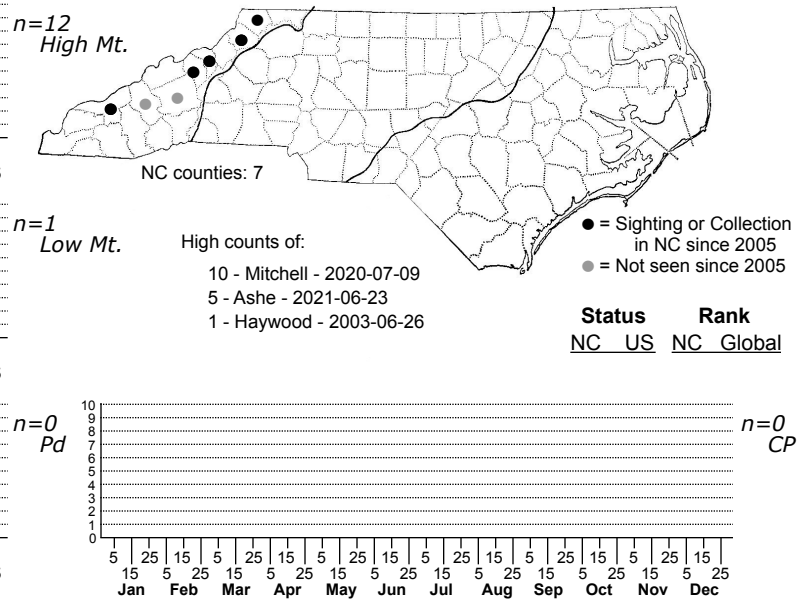 n=12
High Mt.
NC counties: 7
n=1
Low Mt.
High counts of:
10 - Mitchell - 2020-07-09
5 - Ashe - 2021-06-23
1 - Haywood - 2003-06-26
= Sighting or Collection
in NC since 2005
= Not seen since 2005
Status Rank
NC US NC Global
n=0
Pd
10
9
8
7
6
5
4
3
2
1
0
n=0
CP
5 25 15 5 25 15 5 25 15 5 25 15 5 25 15 5 25 15
15 5 25 15 5 25 15 5 25 15 5 25 15 5 25 15 5 25
Jan Feb Mar Apr May Jun Jul Aug Sep Oct Nov Dec